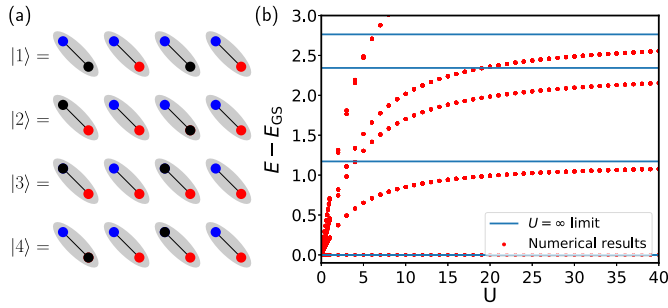 (a)
|1⟩ =
|2⟩ =
|3⟩ =
|4⟩ =
(b)
E − E_GS
3.0
2.5
2.0
1.5
1.0
0.5
0.0
0 5 10 15 20 25 30 35 40
U
U = ∞ limit
Numerical results